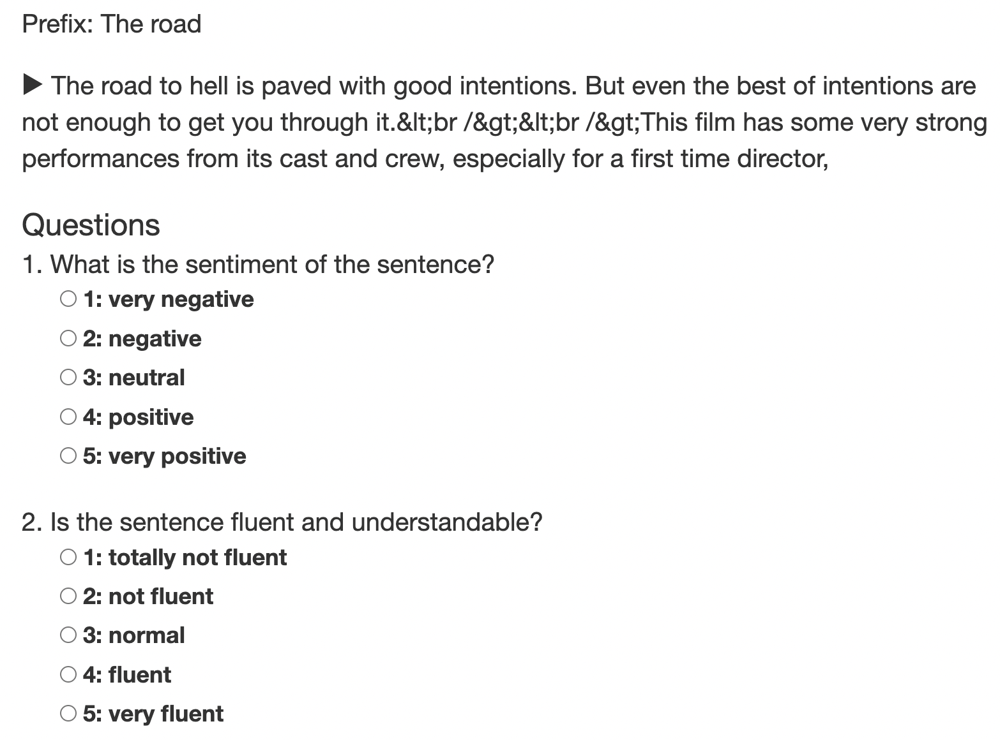 Prefix: The road
▶ The road to hell is paved with good intentions. But even the best of intentions are
not enough to get you through it.&lt;br /&gt;&lt;br /&gt;This film has some very strong
performances from its cast and crew, especially for a first time director,
Questions
1. What is the sentiment of the sentence?
1: very negative
2: negative
3: neutral
4: positive
5: very positive
2. Is the sentence fluent and understandable?
1: totally not fluent
2: not fluent
3: normal
4: fluent
5: very fluent